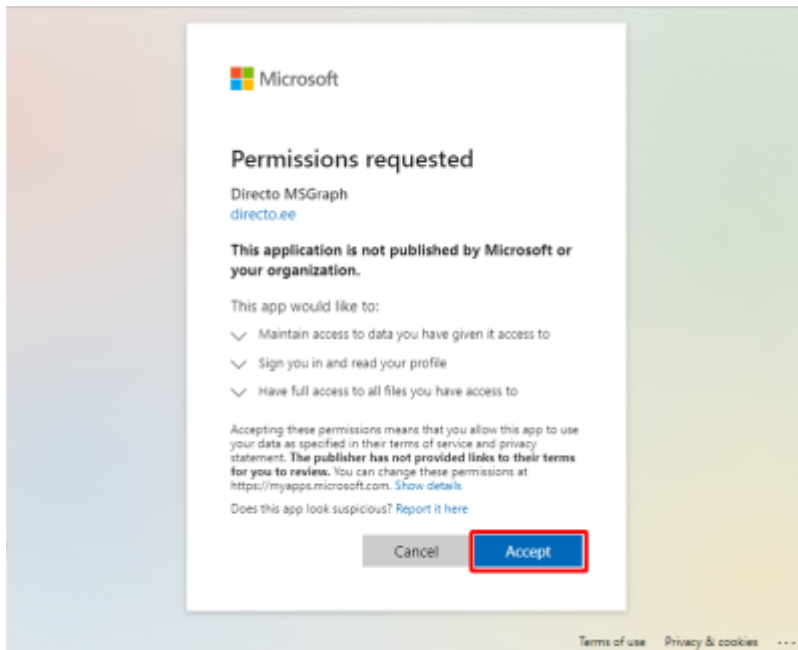 Microsoft
Permissions requested
Directo MSGraph
directo.ee
This application is not published by Microsoft or
your organization.
This app would like to:
Maintain access to data you have given it access to
Sign you in and read your profile
Have full access to all files you have access to
Accepting these permissions means that you allow this app to use
your data as specified in their terms of service and privacy
statement. The publisher has not provided links to their terms
for you to review. You can change these permissions at
https://myapps.microsoft.com. Show details
Does this app look suspicious? Report it here
Cancel Accept
Terms of use Privacy & cookies ...